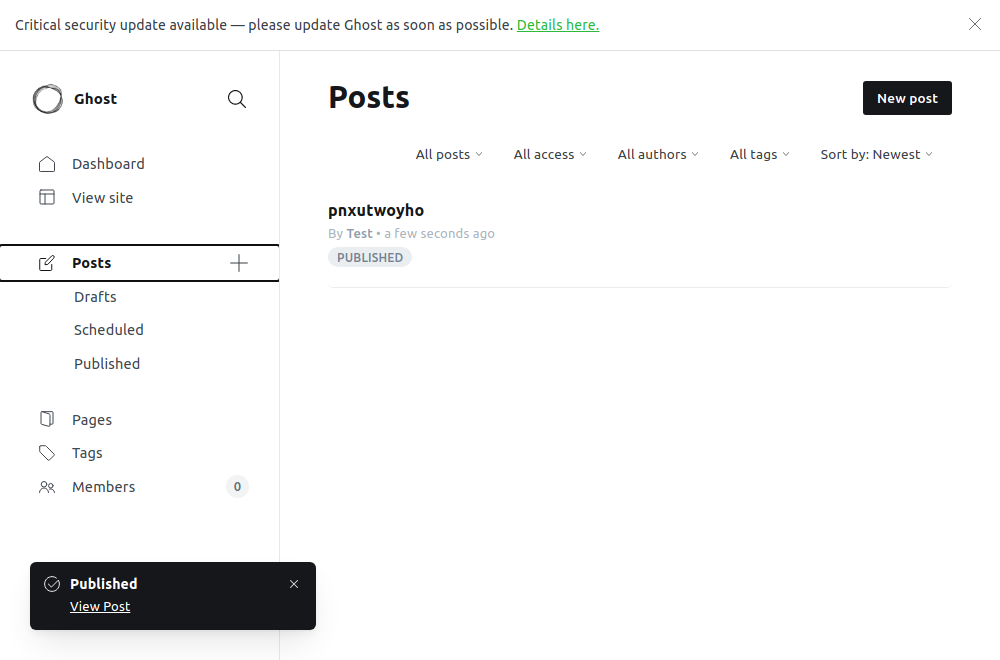 Critical security update available — please update Ghost as soon as possible. Details here.
Ghost
Dashboard
View site
Posts
Drafts
Scheduled
Published
Pages
Tags
Members 0
Posts
New post
All posts All access All authors All tags Sort by: Newest
pnxutwoyho
By Test • a few seconds ago
PUBLISHED
Published
View Post